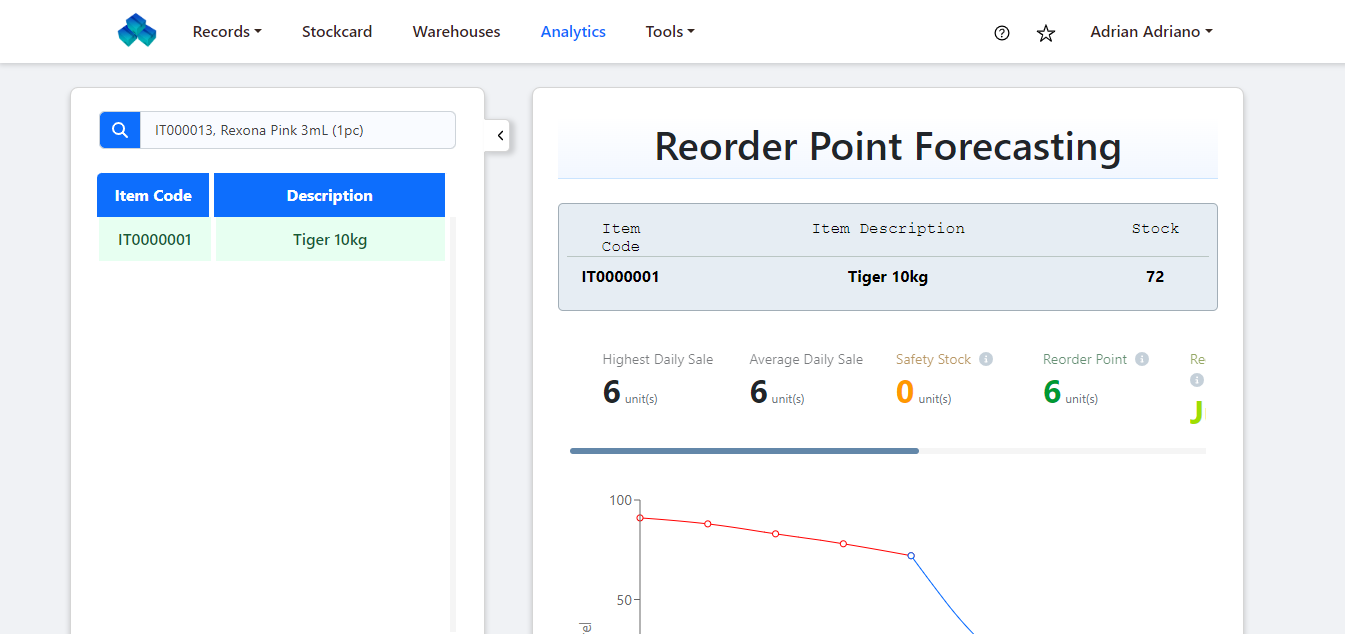 Records Stockcard Warehouses Analytics Tools Adrian Adriano
IT000013, Rexona Pink 3mL (1pc)
Item Code Description
IT0000001 Tiger 10kg
Reorder Point Forecasting
Item Code Item Description Stock
IT0000001 Tiger 10kg 72
Highest Daily Sale
6 unit(s)
Average Daily Sale
6 unit(s)
Safety Stock
0 unit(s)
Reorder Point
6 unit(s)
Re
J
100
50